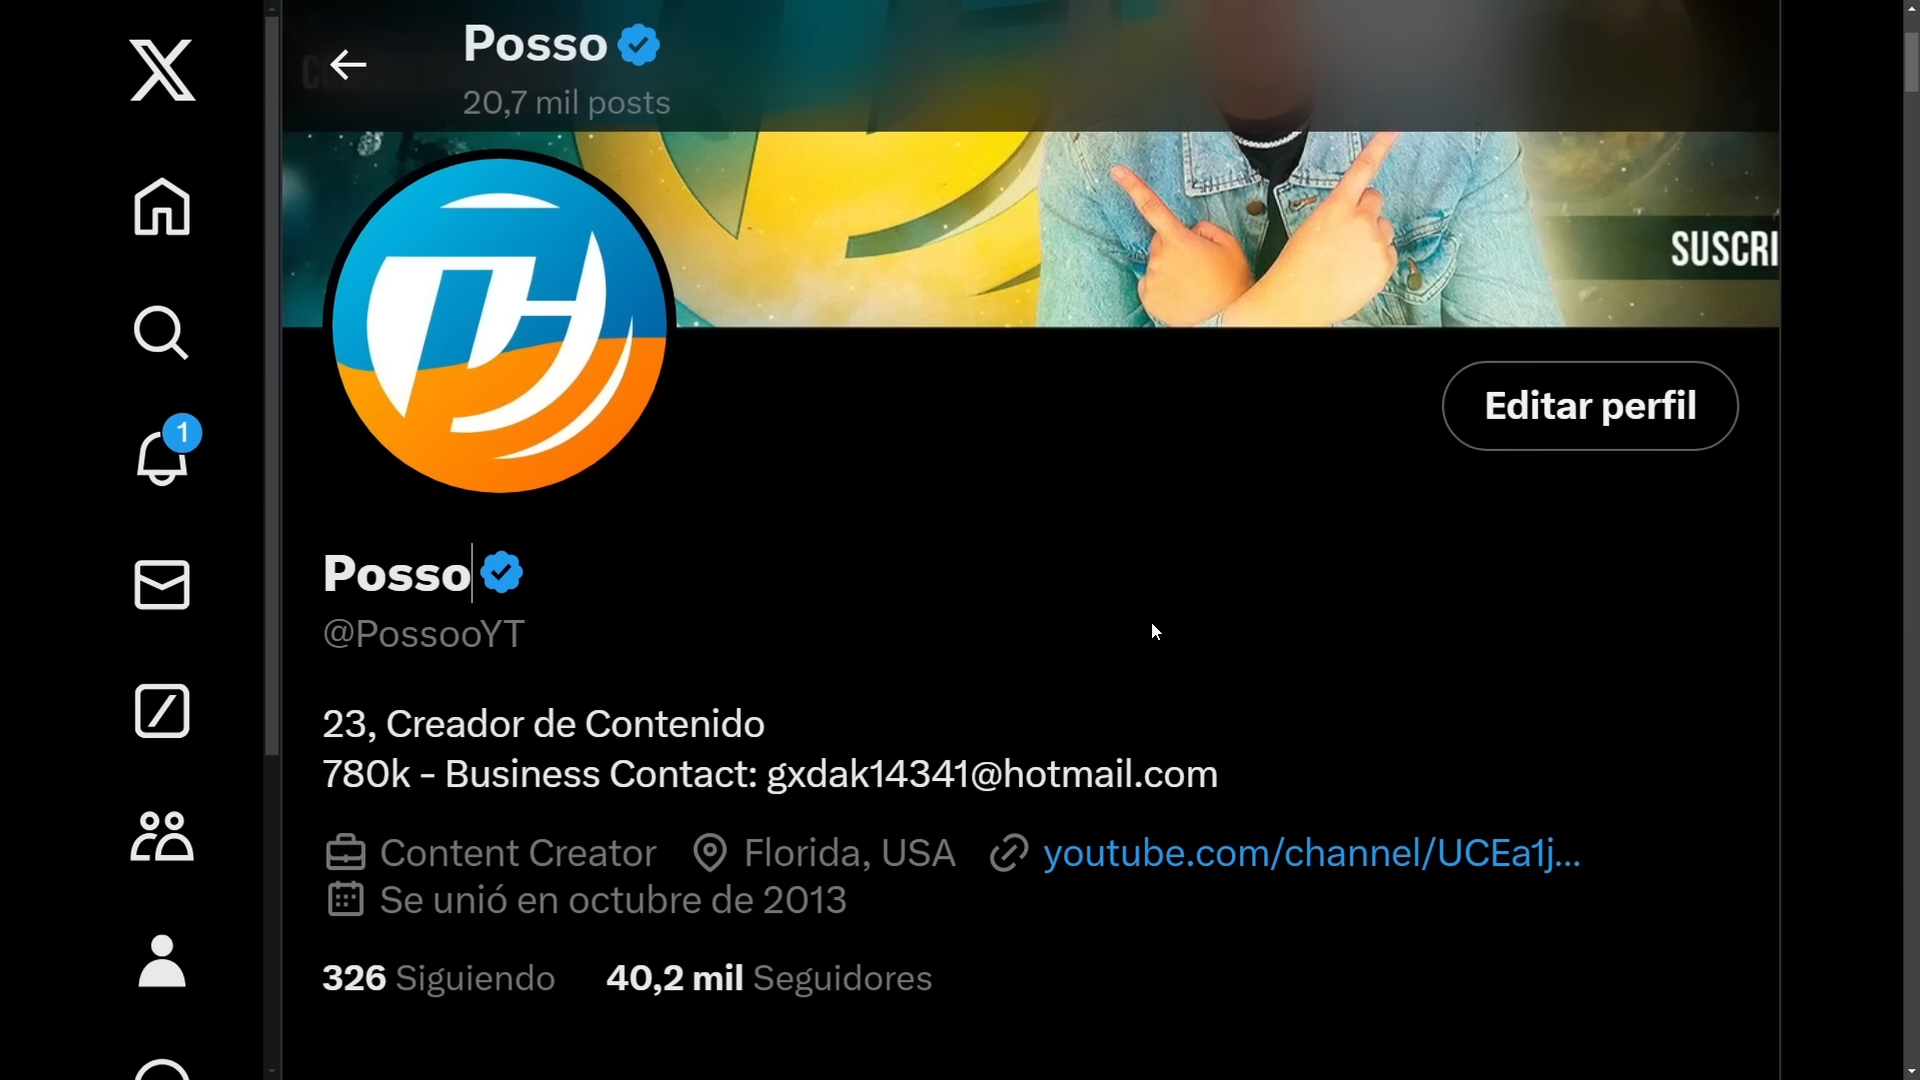 Posso
20,7 mil posts
SUSCRI
Editar perfil
1
Posso
@PossooYT
23, Creador de Contenido
780k - Business Contact: gxdak14341@hotmail.com
Content Creator Florida, USA youtube.com/channel/UCEa1j...
Se unió en octubre de 2013
326 Siguiendo 40,2 mil Seguidores